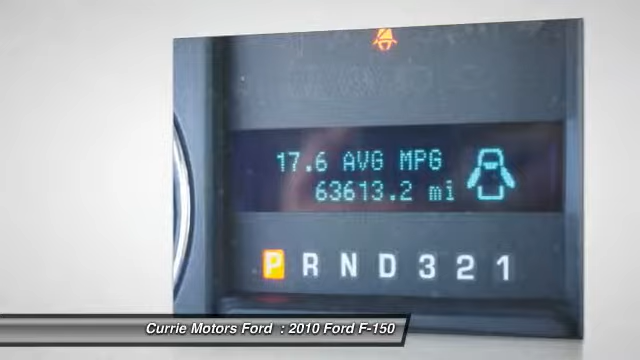 17.6 AVG MPG
63613.2 mi
P R N D 3 2 1
Currie Motors Ford : 2010 Ford F-150